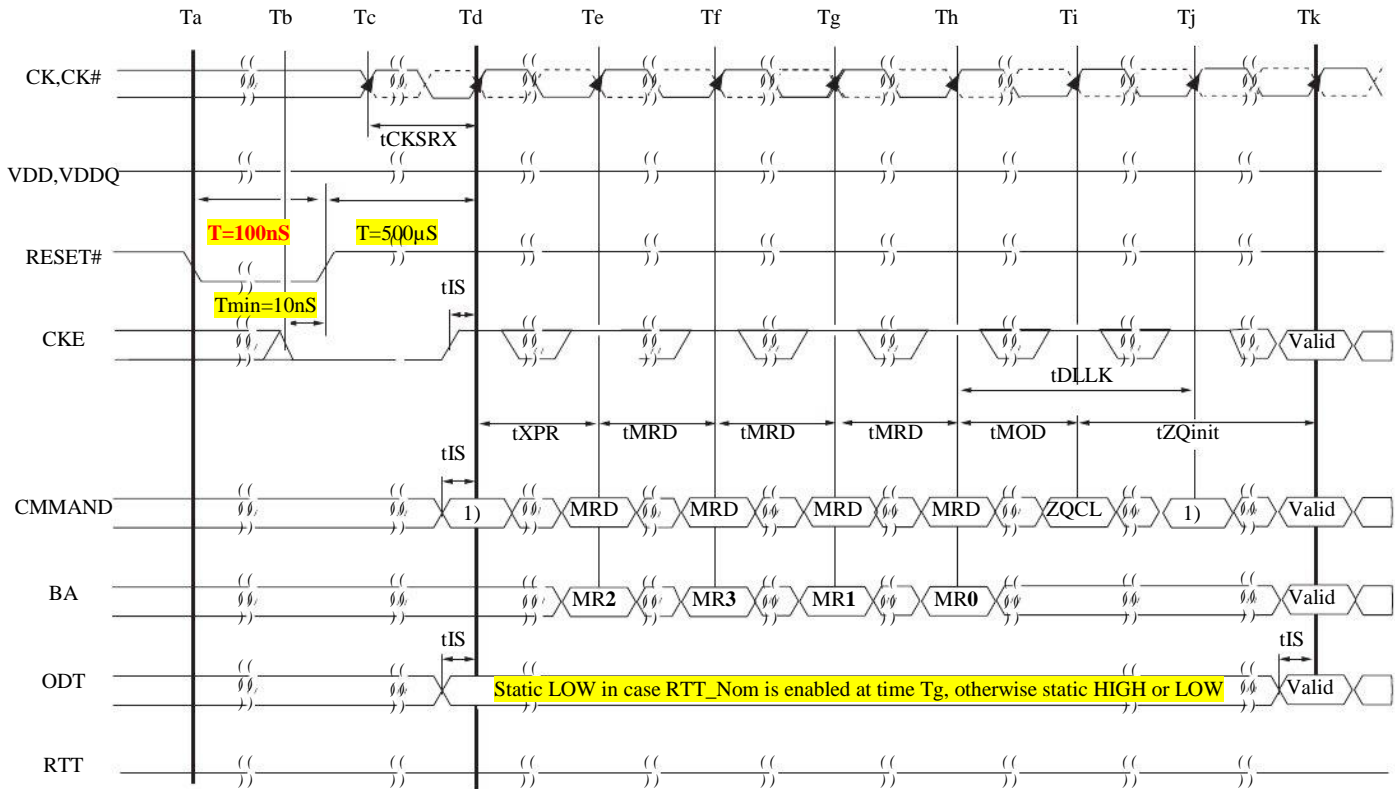 Ta Tb Tc Td Te Tf Tg Th Ti Tj Tk
CK,CK#
tCKSRX
VDD,VDDQ
T=100nS T=500µS
RESET#
Tmin=10nS tIS
CKE Valid
tDLLK
tXPR tMRD tMRD tMRD tMOD tZQinit
tIS
CMMAND 1) MRD MRD MRD MRD ZQCL 1) Valid
BA MR2 MR3 MR1 MR0 Valid
tIS tIS
ODT Static LOW in case RTT_Nom is enabled at time Tg, otherwise static HIGH or LOW Valid
RTT